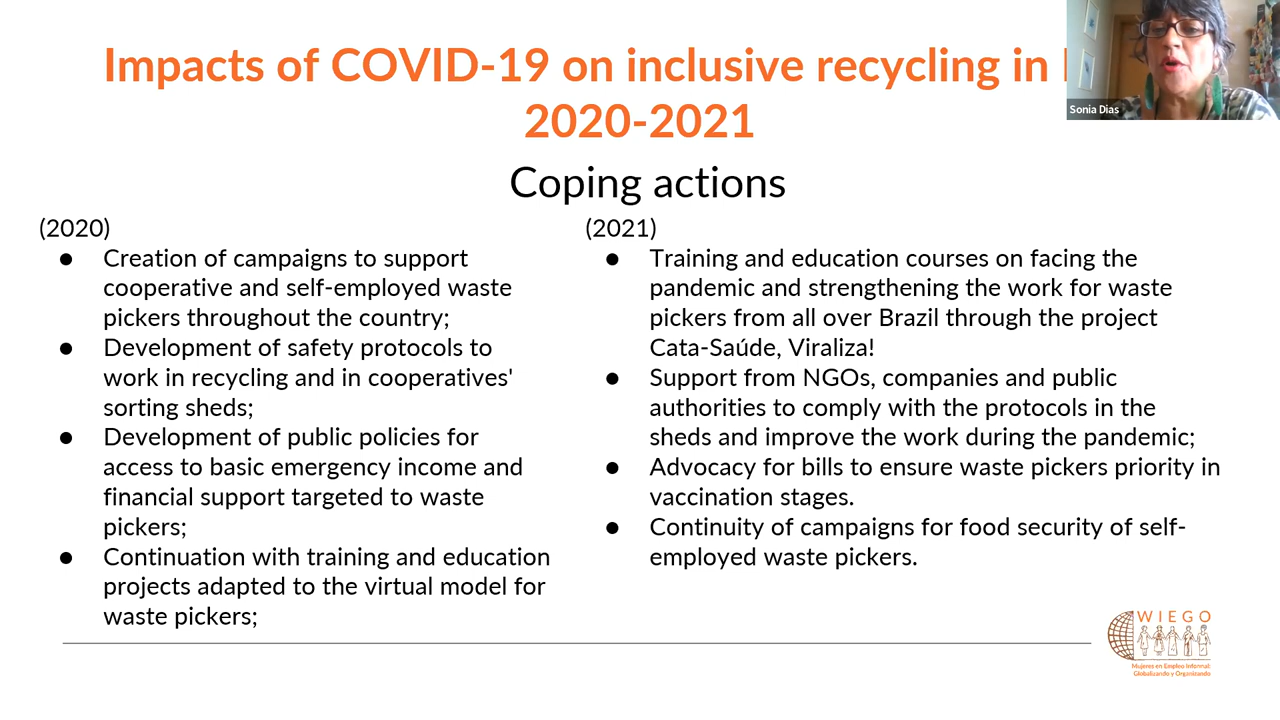 Impacts of COVID-19 on inclusive recycling in
2020-2021
Sonia Dias
Coping actions
(2020)
● Creation of campaigns to support
cooperative and self-employed waste
pickers throughout the country;
● Development of safety protocols to
work in recycling and in cooperatives'
sorting sheds;
● Development of public policies for
access to basic emergency income and
financial support targeted to waste
pickers;
● Continuation with training and education
projects adapted to the virtual model for
waste pickers;
(2021)
● Training and education courses on facing the
pandemic and strengthening the work for waste
pickers from all over Brazil through the project
Cata-Saúde, Viraliza!
● Support from NGOs, companies and public
authorities to comply with the protocols in the
sheds and improve the work during the pandemic;
● Advocacy for bills to ensure waste pickers priority in
vaccination stages.
● Continuity of campaigns for food security of self-
employed waste pickers.
WIEGO
Mujeres en Empleo Informal:
Globalizando y Organizando